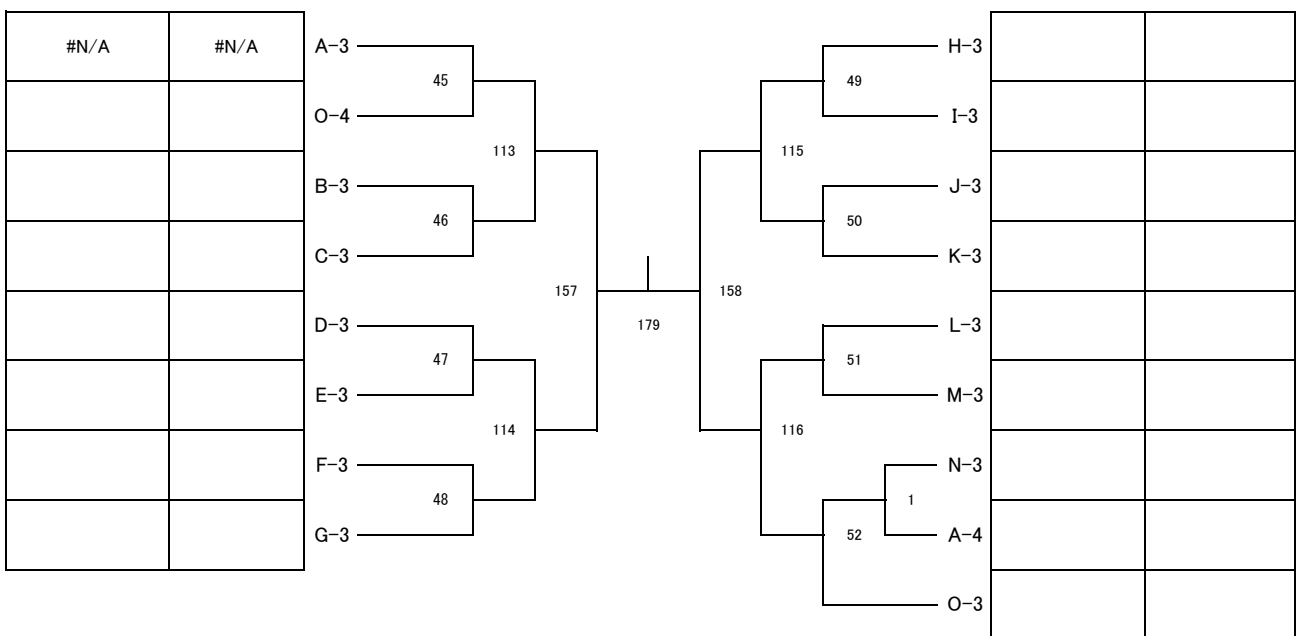 #N/A #N/A A-3 H-3
45 49
O-4 I-3
113 115
B-3 J-3
46 50
C-3 K-3
157 158
D-3 179 L-3
47 51
E-3 M-3
114 116
F-3 N-3
48 1
G-3 52 A-4
O-3